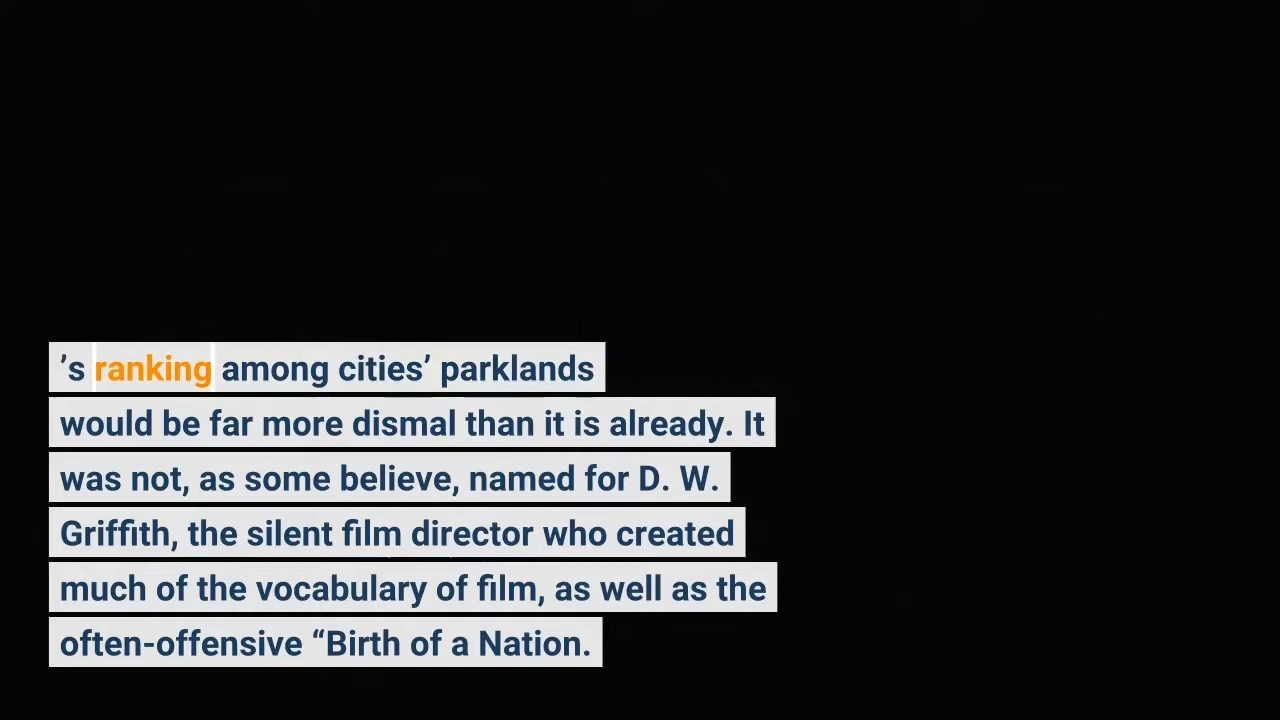 ’s ranking among cities’ parklands
would be far more dismal than it is already. It
was not, as some believe, named for D. W.
Griffith, the silent film director who created
much of the vocabulary of film, as well as the
often-offensive “Birth of a Nation.